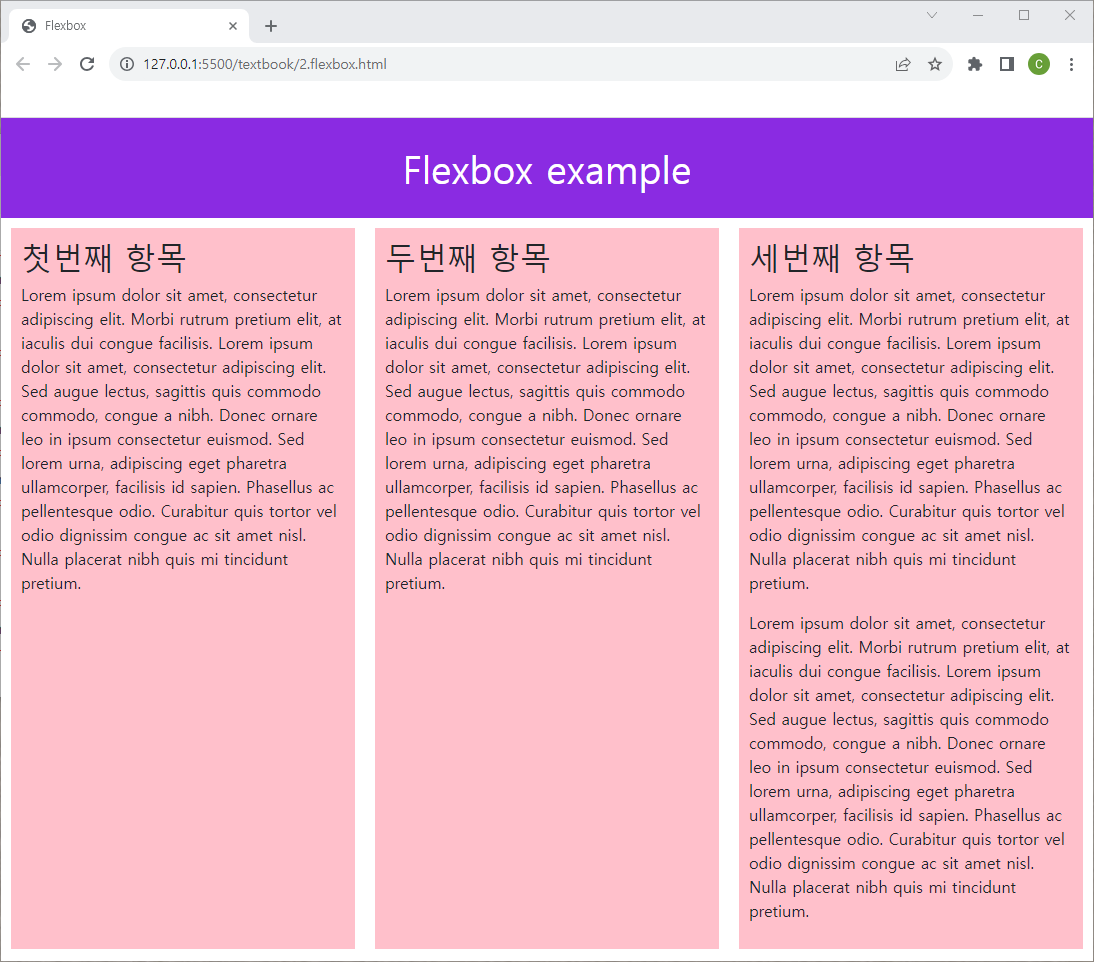 Flexbox
127.0.0.1:5500/textbook/2.flexbox.html
C
Flexbox example
첫번째 항목
Lorem ipsum dolor sit amet, consectetur
adipiscing elit. Morbi rutrum pretium elit, at
iaculis dui congue facilisis. Lorem ipsum
dolor sit amet, consectetur adipiscing elit.
Sed augue lectus, sagittis quis commodo
commodo, congue a nibh. Donec ornare
leo in ipsum consectetur euismod. Sed
lorem urna, adipiscing eget pharetra
ullamcorper, facilisis id sapien. Phasellus ac
pellentesque odio. Curabitur quis tortor vel
odio dignissim congue ac sit amet nisl.
Nulla placerat nibh quis mi tincidunt
pretium.
두번째 항목
Lorem ipsum dolor sit amet, consectetur
adipiscing elit. Morbi rutrum pretium elit, at
iaculis dui congue facilisis. Lorem ipsum
dolor sit amet, consectetur adipiscing elit.
Sed augue lectus, sagittis quis commodo
commodo, congue a nibh. Donec ornare
leo in ipsum consectetur euismod. Sed
lorem urna, adipiscing eget pharetra
ullamcorper, facilisis id sapien. Phasellus ac
pellentesque odio. Curabitur quis tortor vel
odio dignissim congue ac sit amet nisl.
Nulla placerat nibh quis mi tincidunt
pretium.
세번째 항목
Lorem ipsum dolor sit amet, consectetur
adipiscing elit. Morbi rutrum pretium elit, at
iaculis dui congue facilisis. Lorem ipsum
dolor sit amet, consectetur adipiscing elit.
Sed augue lectus, sagittis quis commodo
commodo, congue a nibh. Donec ornare
leo in ipsum consectetur euismod. Sed
lorem urna, adipiscing eget pharetra
ullamcorper, facilisis id sapien. Phasellus ac
pellentesque odio. Curabitur quis tortor vel
odio dignissim congue ac sit amet nisl.
Nulla placerat nibh quis mi tincidunt
pretium.
Lorem ipsum dolor sit amet, consectetur
adipiscing elit. Morbi rutrum pretium elit, at
iaculis dui congue facilisis. Lorem ipsum
dolor sit amet, consectetur adipiscing elit.
Sed augue lectus, sagittis quis commodo
commodo, congue a nibh. Donec ornare
leo in ipsum consectetur euismod. Sed
lorem urna, adipiscing eget pharetra
ullamcorper, facilisis id sapien. Phasellus ac
pellentesque odio. Curabitur quis tortor vel
odio dignissim congue ac sit amet nisl.
Nulla placerat nibh quis mi tincidunt
pretium.